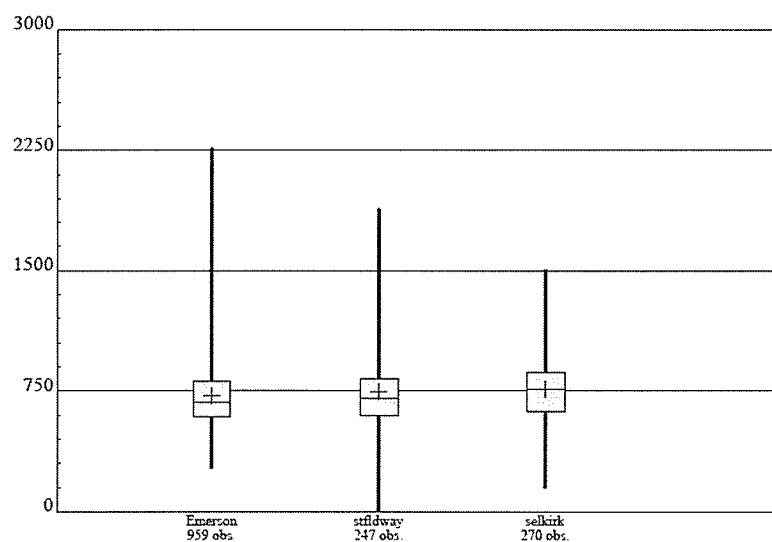 3000
2250
1500
750
0
Emerson
959 obs.
stfldway
247 obs.
selkirk
270 obs.